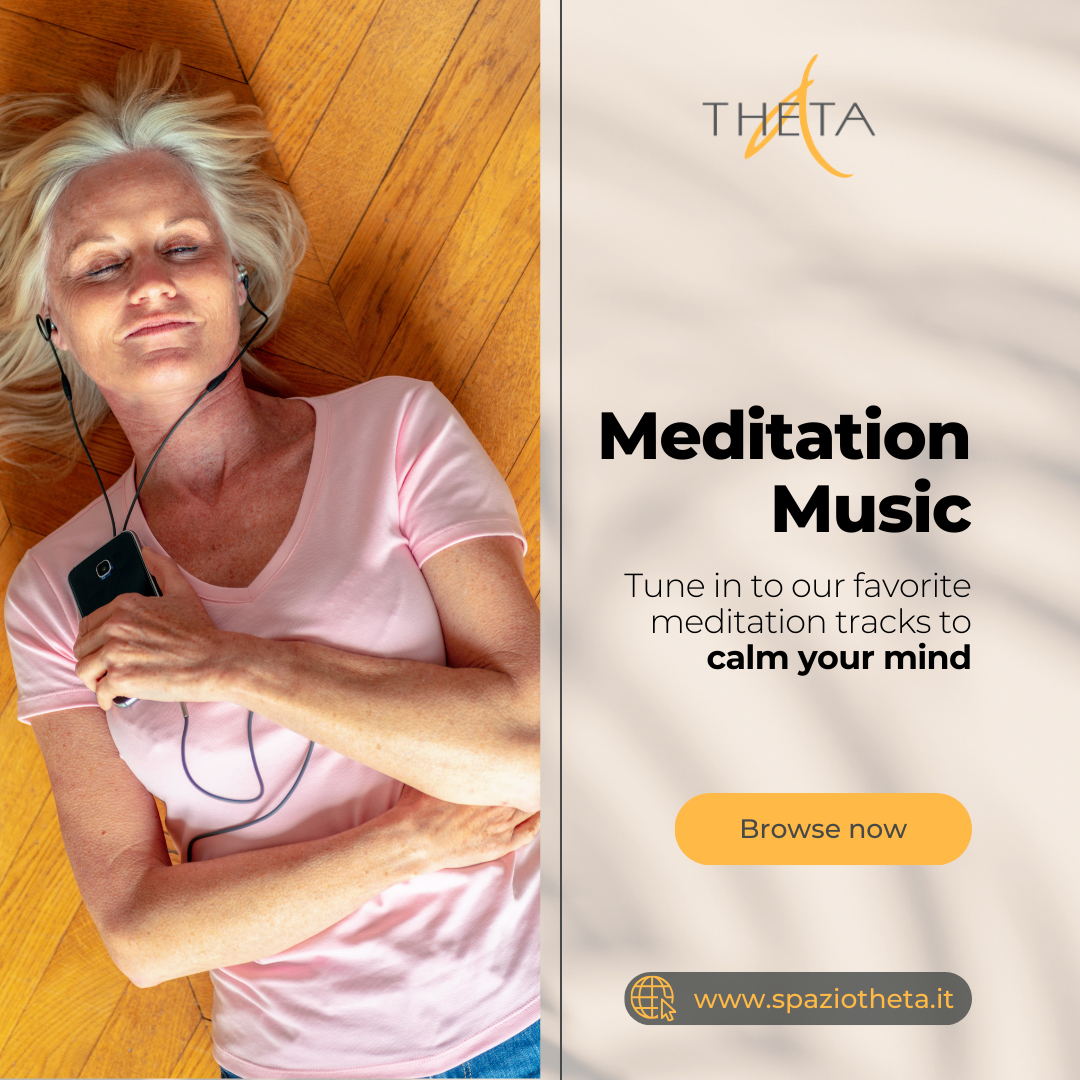 THETA
Meditation
Music
Tune in to our favorite
meditation tracks to
calm your mind
Browse now
www.spaziotheta.it